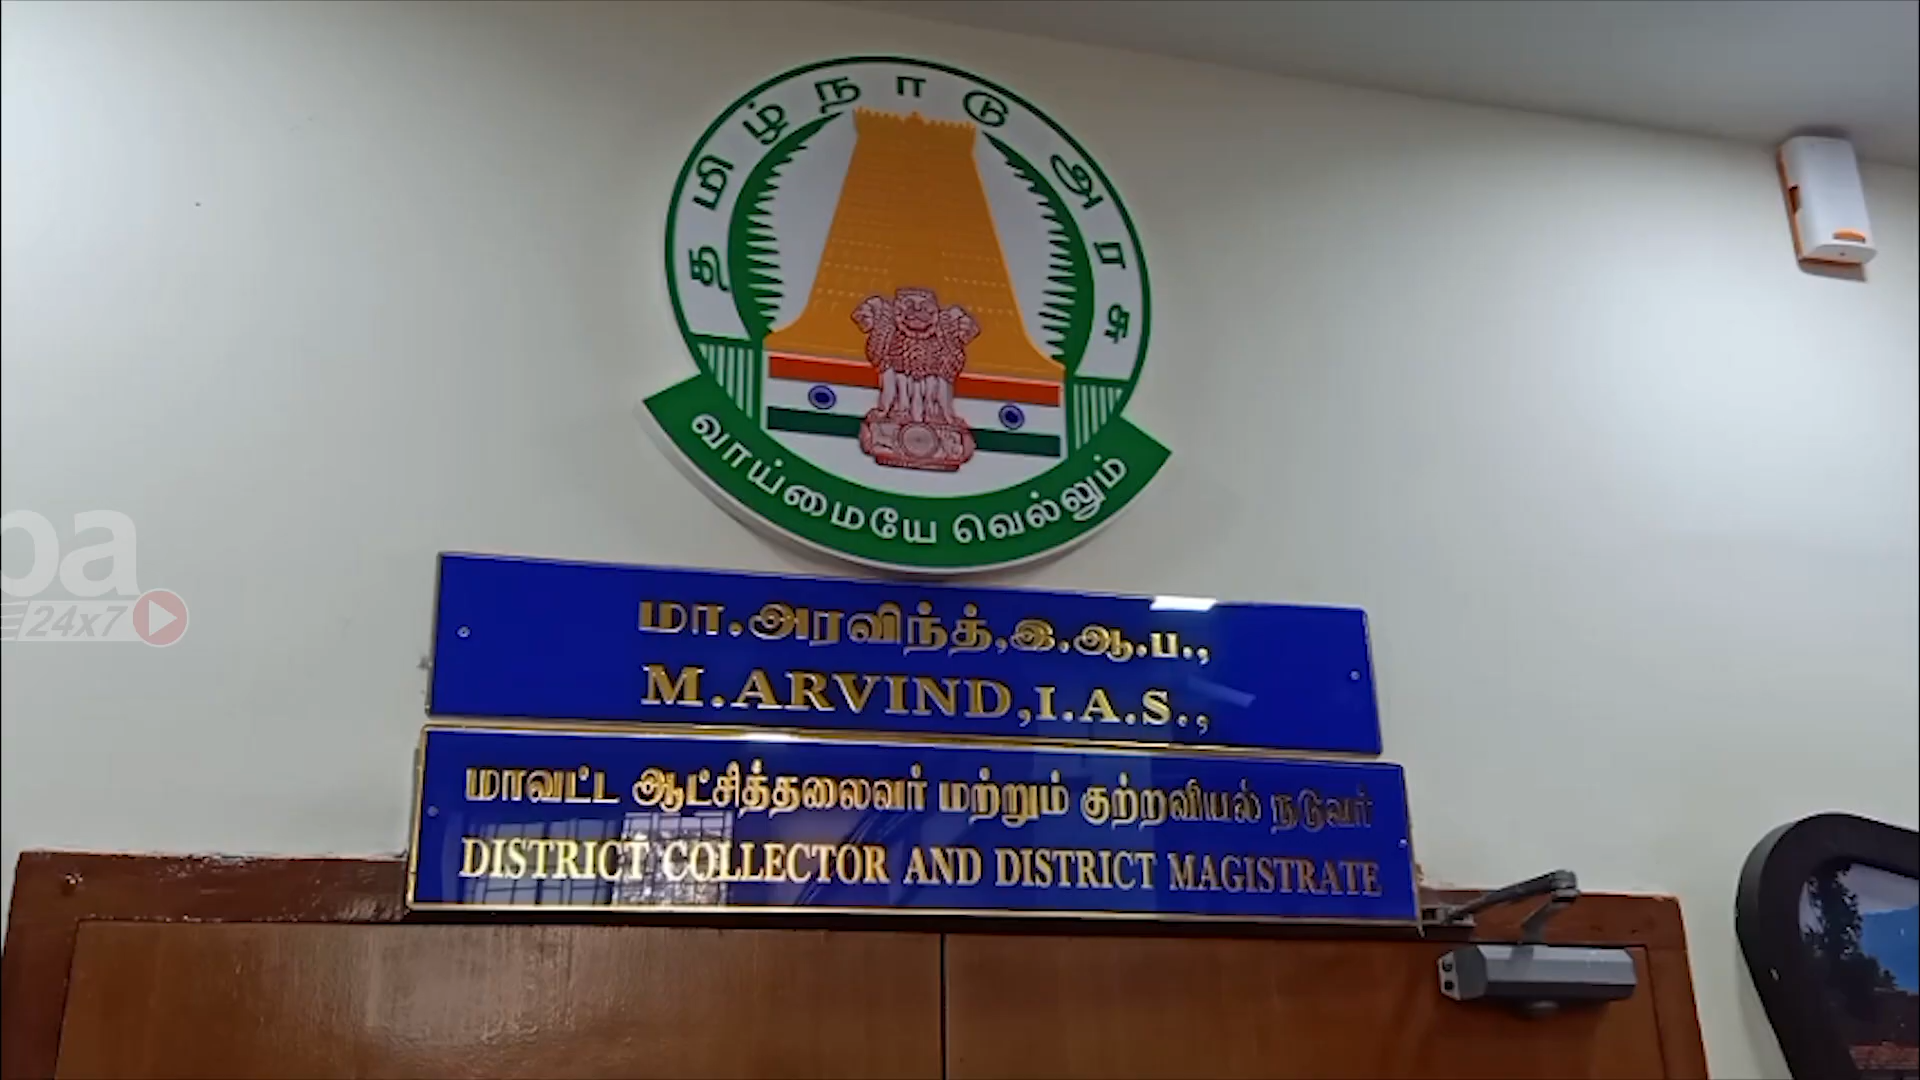 தமிழ்நாடு அரசு
வாய்மையே வெல்லும்
மா.அரவிந்த்,இ.ஆ.ப.,
M.ARVIND,I.A.S.,
மாவட்ட ஆட்சித்தலைவர் மற்றும் குற்றவியல் நடுவர்
DISTRICT COLLECTOR AND DISTRICT MAGISTRATE
pa
24x7